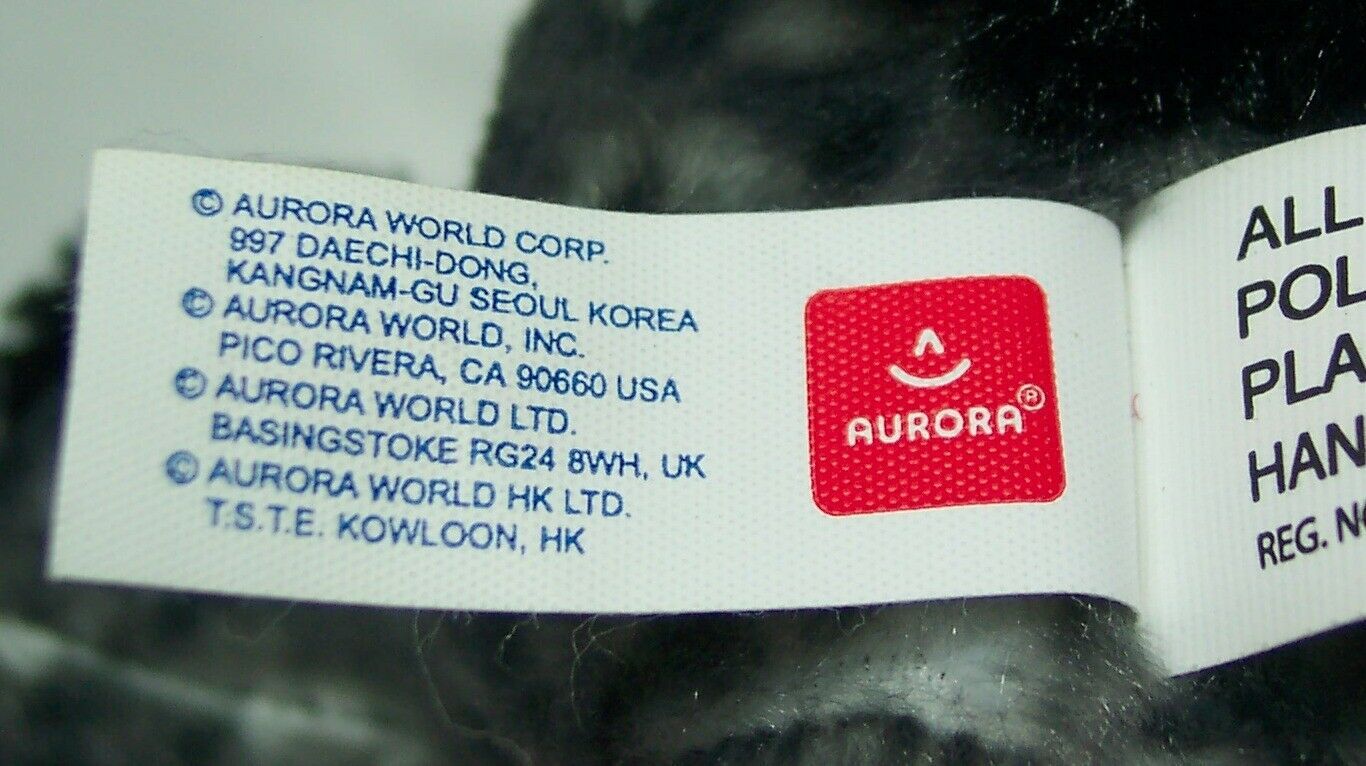 © AURORA WORLD CORP.
997 DAECHI-DONG,
KANGNAM-GU SEOUL KOREA
© AURORA WORLD, INC.
PICO RIVERA, CA 90660 USA
© AURORA WORLD LTD.
BASINGSTOKE RG24 8WH, UK
© AURORA WORLD HK LTD.
T.S.T.E. KOWLOON, HK
AURORA®
ALL
POL
PLA
HAN
REG. N